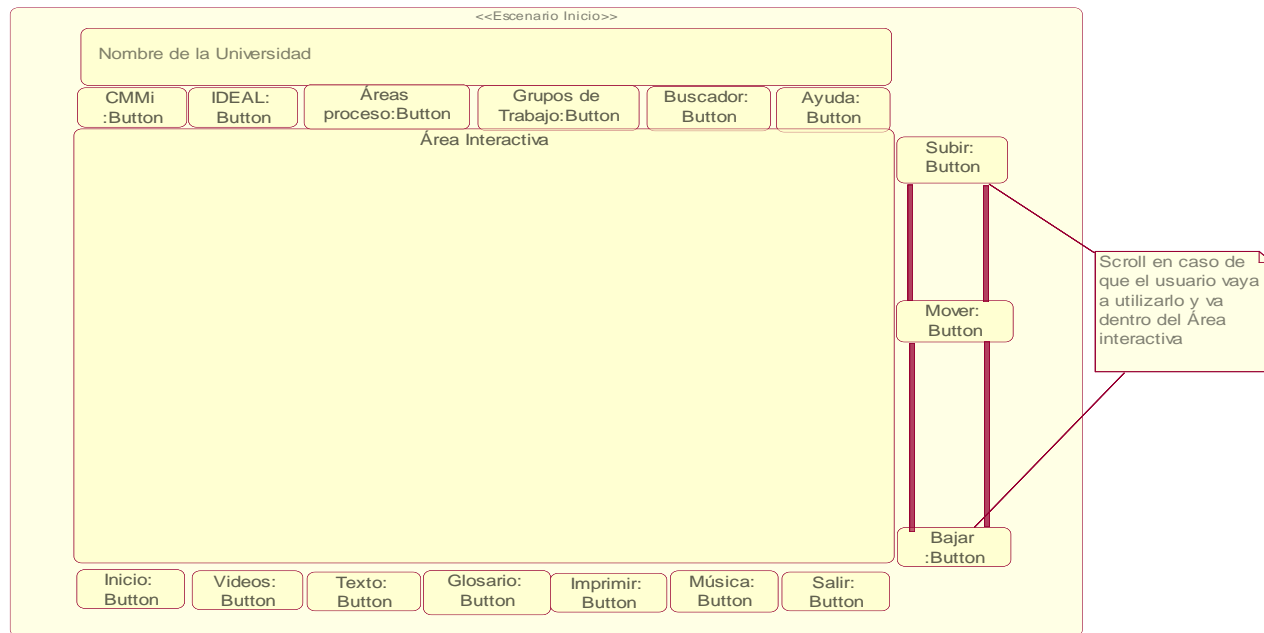 <<Escenario Inicio>>
Nombre de la Universidad
CMMi
:Button
IDEAL:
Button
Áreas
proceso:Button
Grupos de
Trabajo:Button
Buscador:
Button
Ayuda:
Button
Área Interactiva
Subir:
Button
Scroll en caso de
que el usuario vaya
a utilizarlo y va
dentro del Área
interactiva
Mover:
Button
Bajar
:Button
Inicio:
Button
Videos:
Button
Texto:
Button
Glosario:
Button
Imprimir:
Button
Música:
Button
Salir:
Button